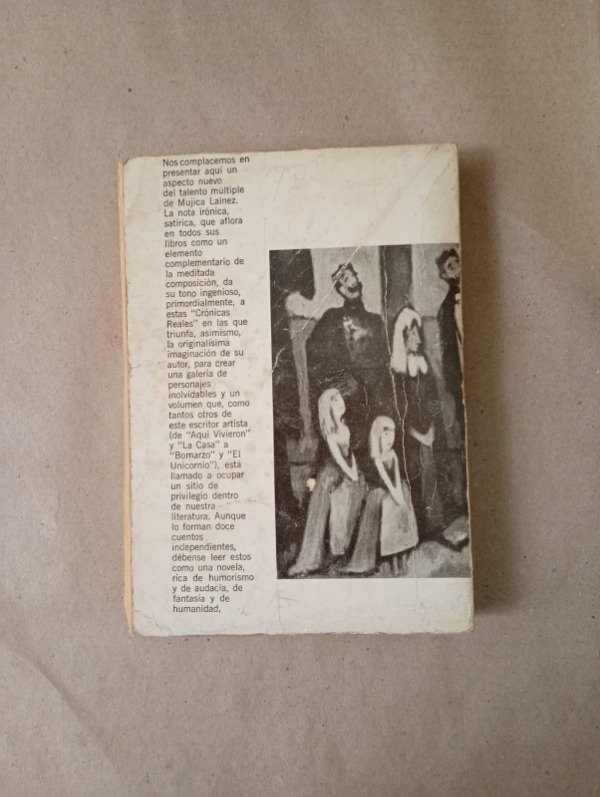 Nos complacemos en
presentar aquí un
aspecto nuevo
del talento múltiple
de Mujica Lainez.
La nota irónica,
satírica, que aflora
en todos sus
libros como un
elemento
complementario de
la meditada
composición, da
su tono ingenioso,
primordialmente, a
estas "Crónicas
Reales" en las que
triunfa, asimismo,
la originalísima
imaginación de su
autor, para crear
una galería de
personajes
inolvidables y un
volumen que, como
tantos otros de
este escritor artista
(de "Aquí Vivieron"
y "La Casa" a
"Bomarzo" y "El
Unicornio"), está
llamado a ocupar
un sitio de
privilegio dentro
de nuestra
literatura. Aunque
lo forman doce
cuentos
independientes,
débense leer estos
como una novela,
rica de humorismo
y de audacia, de
fantasía y de
humanidad,